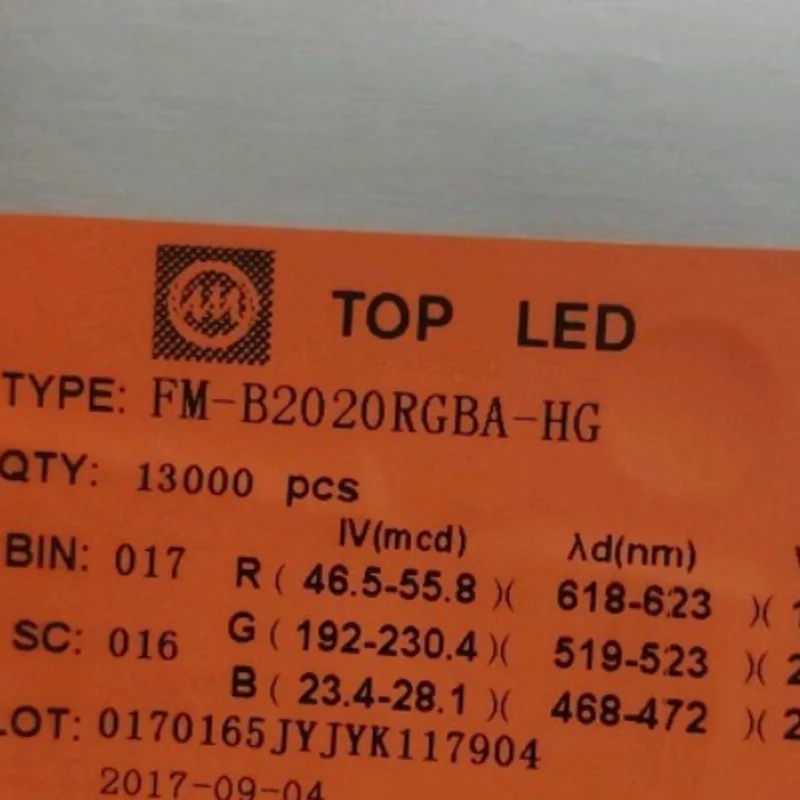 TOP LED
TYPE: FM-B2020RGBA-HG
QTY: 13000 pcs
IV(mcd) λd(nm)
BIN: 017 R ( 46.5-55.8 )( 618-623 )(
SC: 016 G ( 192-230.4 )( 519-523 )( 2
B ( 23.4-28.1 )( 468-472 )( 2
LOT: 0170165JYJYK117904
2017-09-04